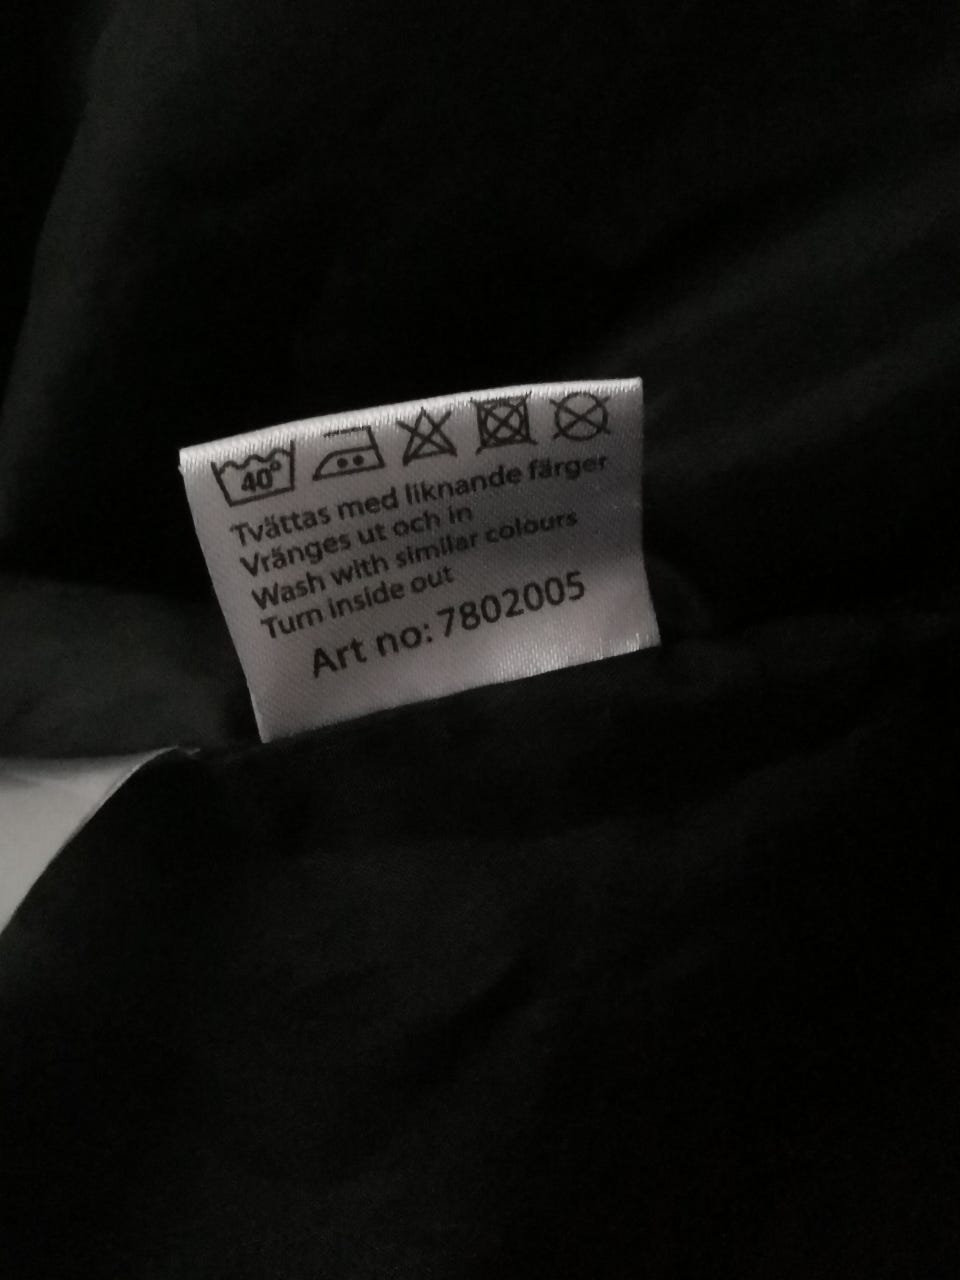 40°
Tvättas med liknande färger
Vränges ut och in
Wash with similar colours
Turn inside out
Art no: 7802005